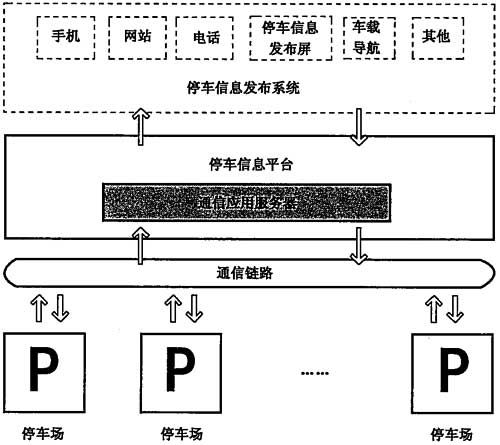 手机
网站
电话
停车信息
发布屏
车载
导航
其他
停车信息发布系统
停车信息平台
通信应用服务器
通信链路
P
P
……
P
停车场
停车场
停车场